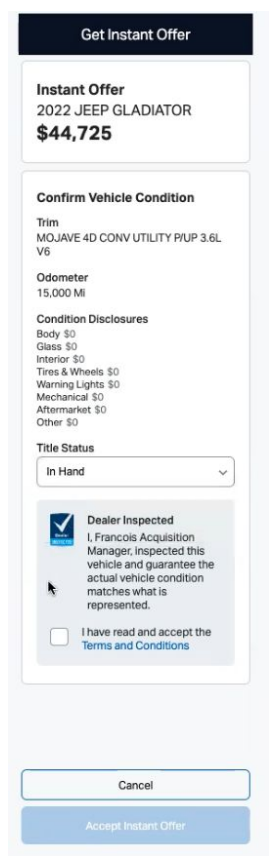 Get Instant Offer
Instant Offer
2022 JEEP GLADIATOR
$44,725
Confirm Vehicle Condition
Trim
MOJAVE 4D CONV UTILITY P/UP 3.6L
V6
Odometer
15,000 Mi
Condition Disclosures
Body $0
Glass $0
Interior $0
Tires & Wheels $0
Warning Lights $0
Mechanical $0
Aftermarket $0
Other $0
Title Status
In Hand
Dealer Inspected
I, Francois Acquisition
Manager, inspected this
vehicle and guarantee the
actual vehicle condition
matches what is
represented.
I have read and accept the
Terms and Conditions
Cancel
Accept Instant Offer